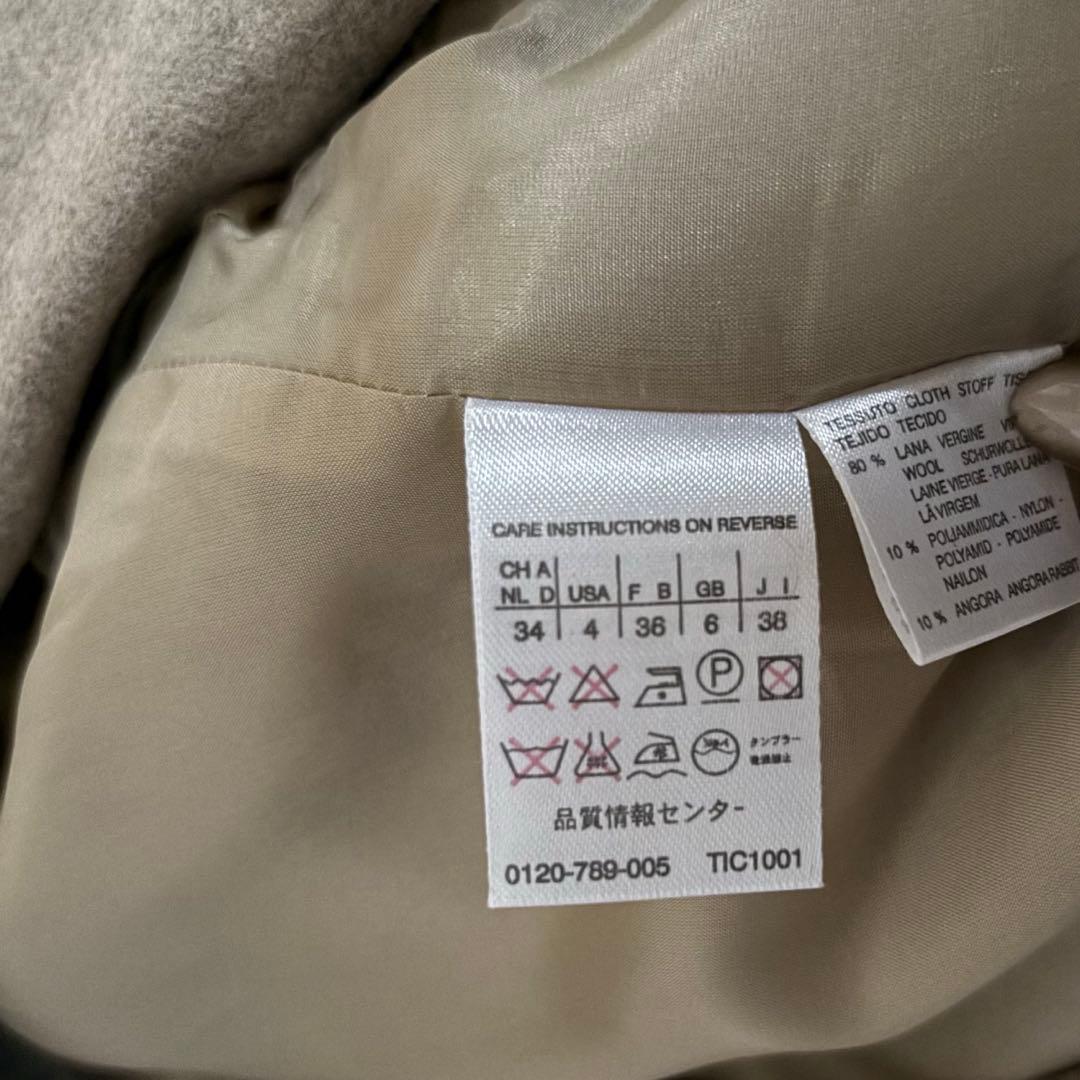 CARE INSTRUCTIONS ON REVERSE
CH A
NL D USA F B GB J I
34 4 36 6 38
P
タンプラー
乾燥禁止
品質情報センター
0120-789-005 TIC1001
TESSUTO CLOTH STOFF
TEJIDO TECIDO
80 % LANA VERGINE
WOOL SCHURWOLLE
LAINE VIERGE - PURA LANA
LÃ VIRGEM
10 % POLIAMMIDICA - NYLON -
POLYAMID - POLYAMIDE
NAILON
10 % ANGORA ANGORA RABBIT